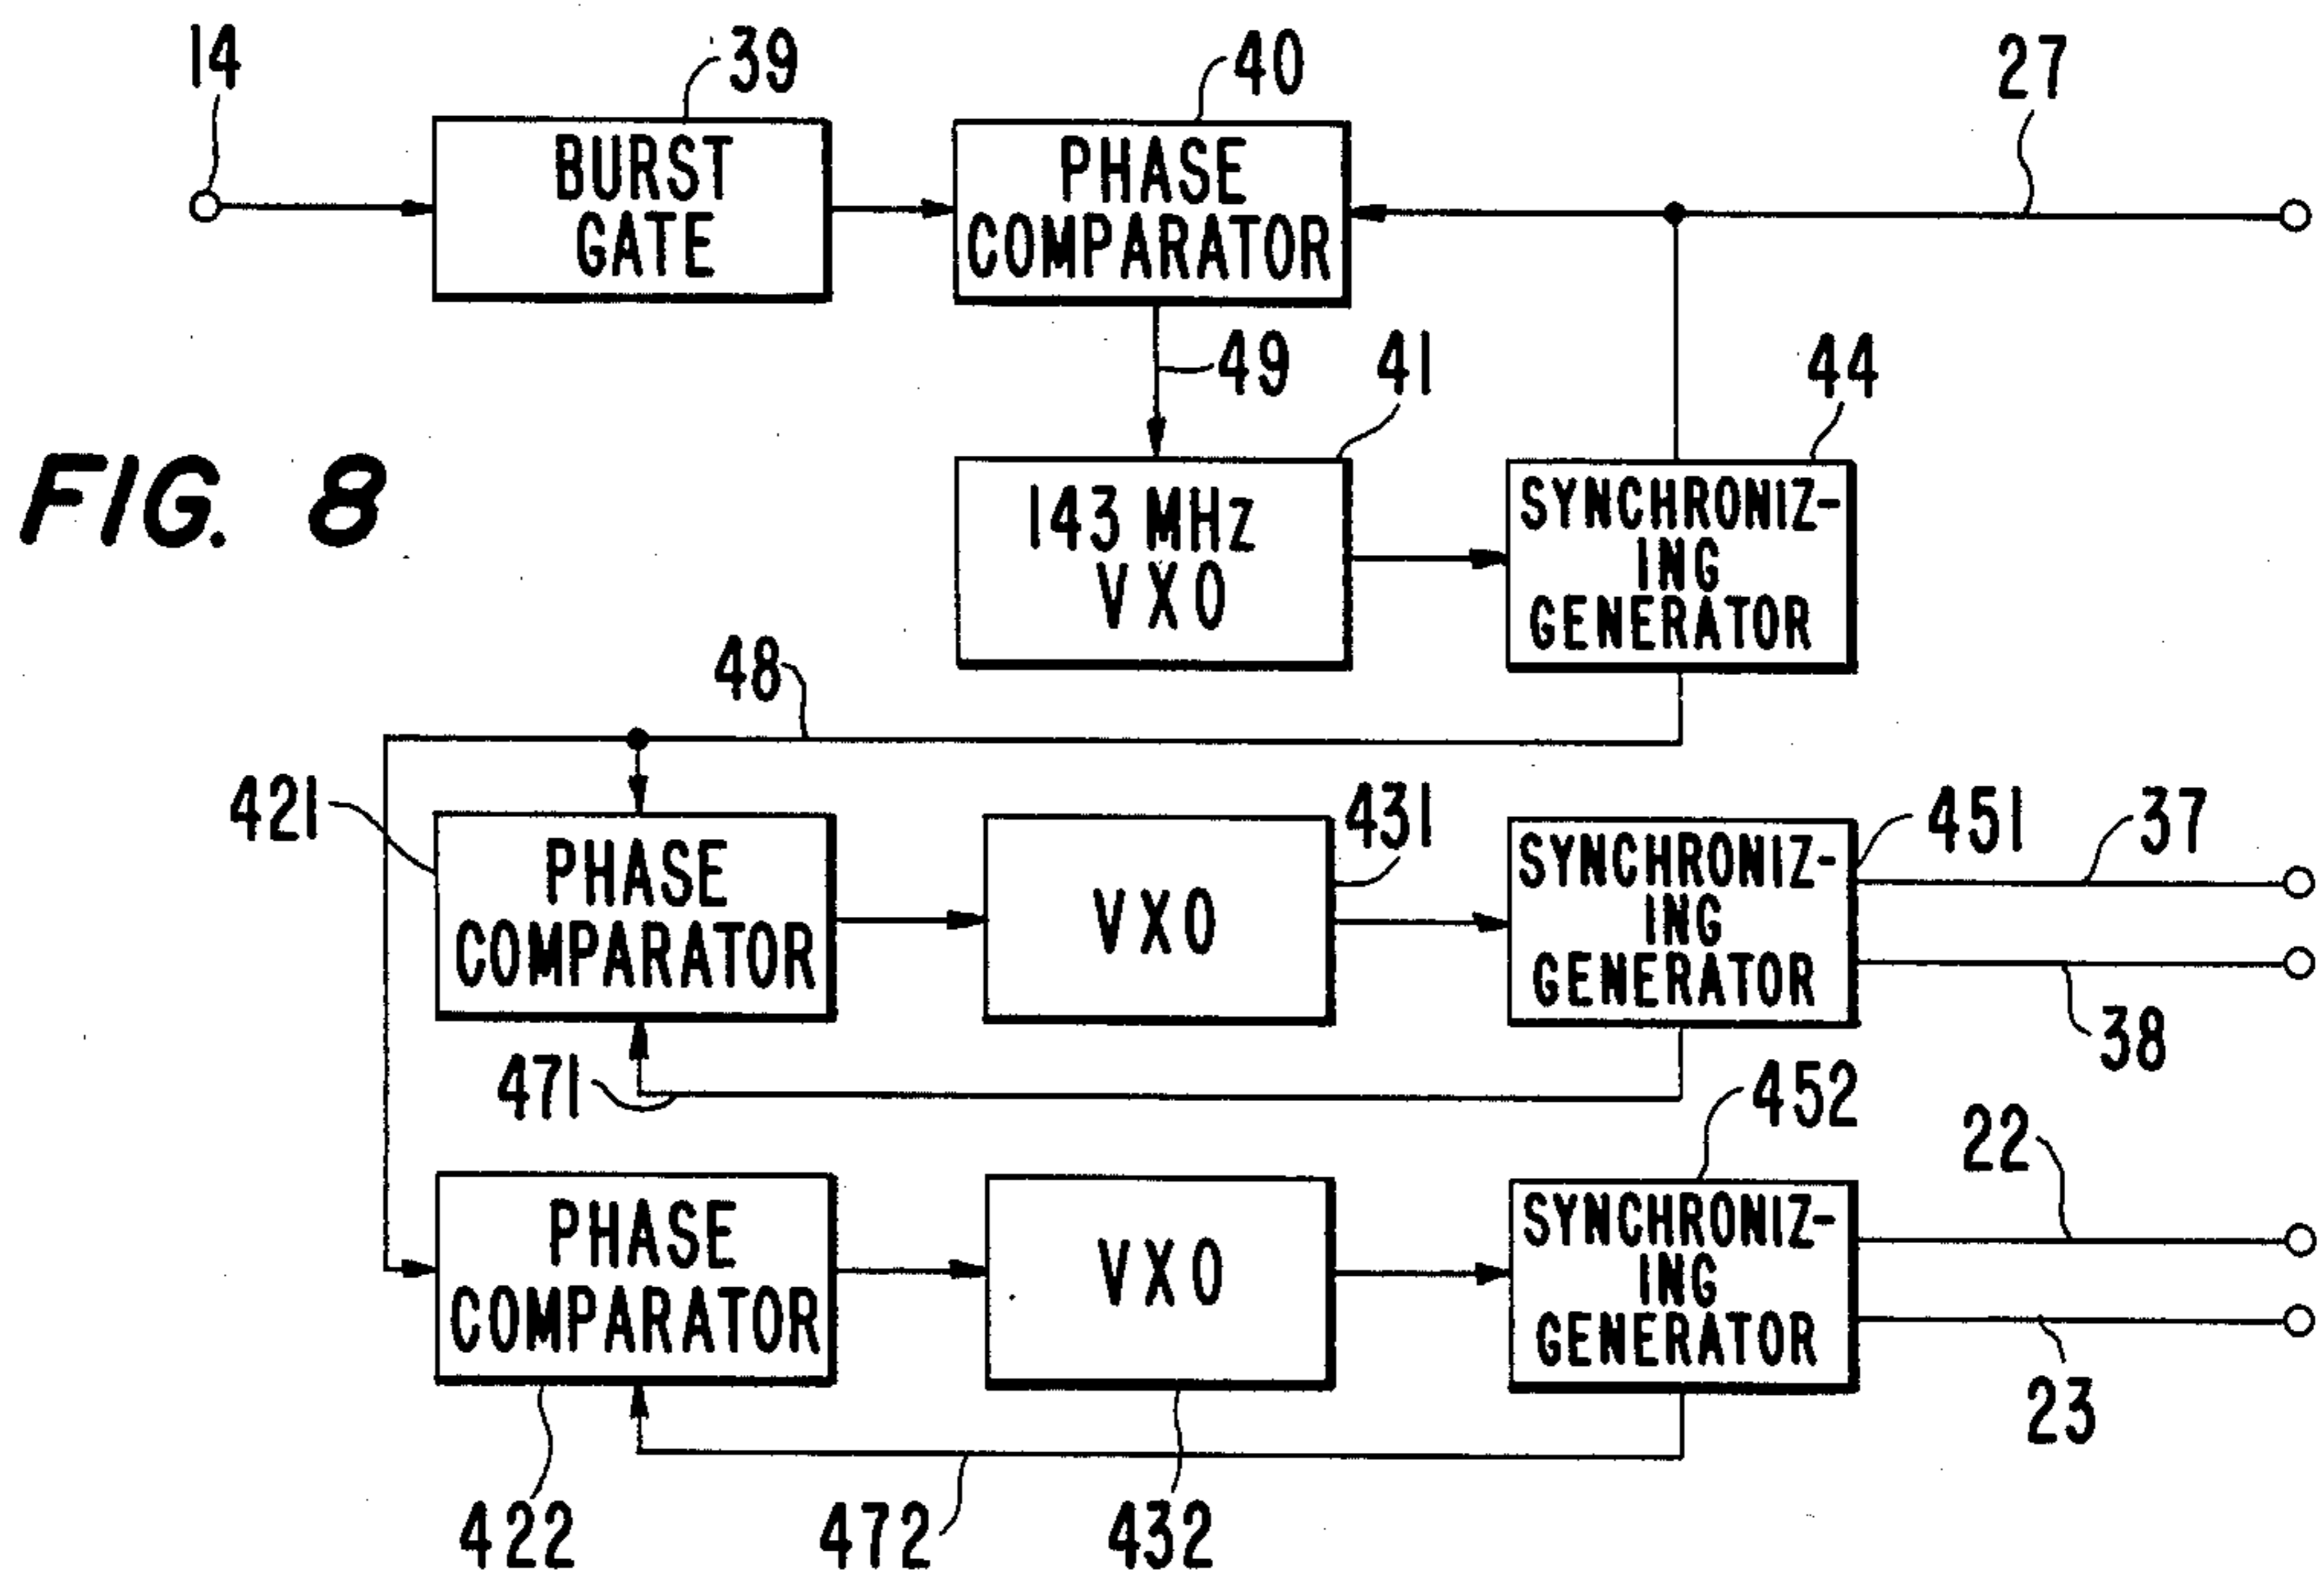 14
39
40
27
BURST
GATE
PHASE
COMPARATOR
49
41
44
FIG. 8
143 MHz
VXO
SYNCHRONIZ-
ING
GENERATOR
48
421
431
451
37
PHASE
COMPARATOR
VXO
SYNCHRONIZ-
ING
GENERATOR
38
471
452
22
PHASE
COMPARATOR
VXO
SYNCHRONIZ-
ING
GENERATOR
23
422
472
432